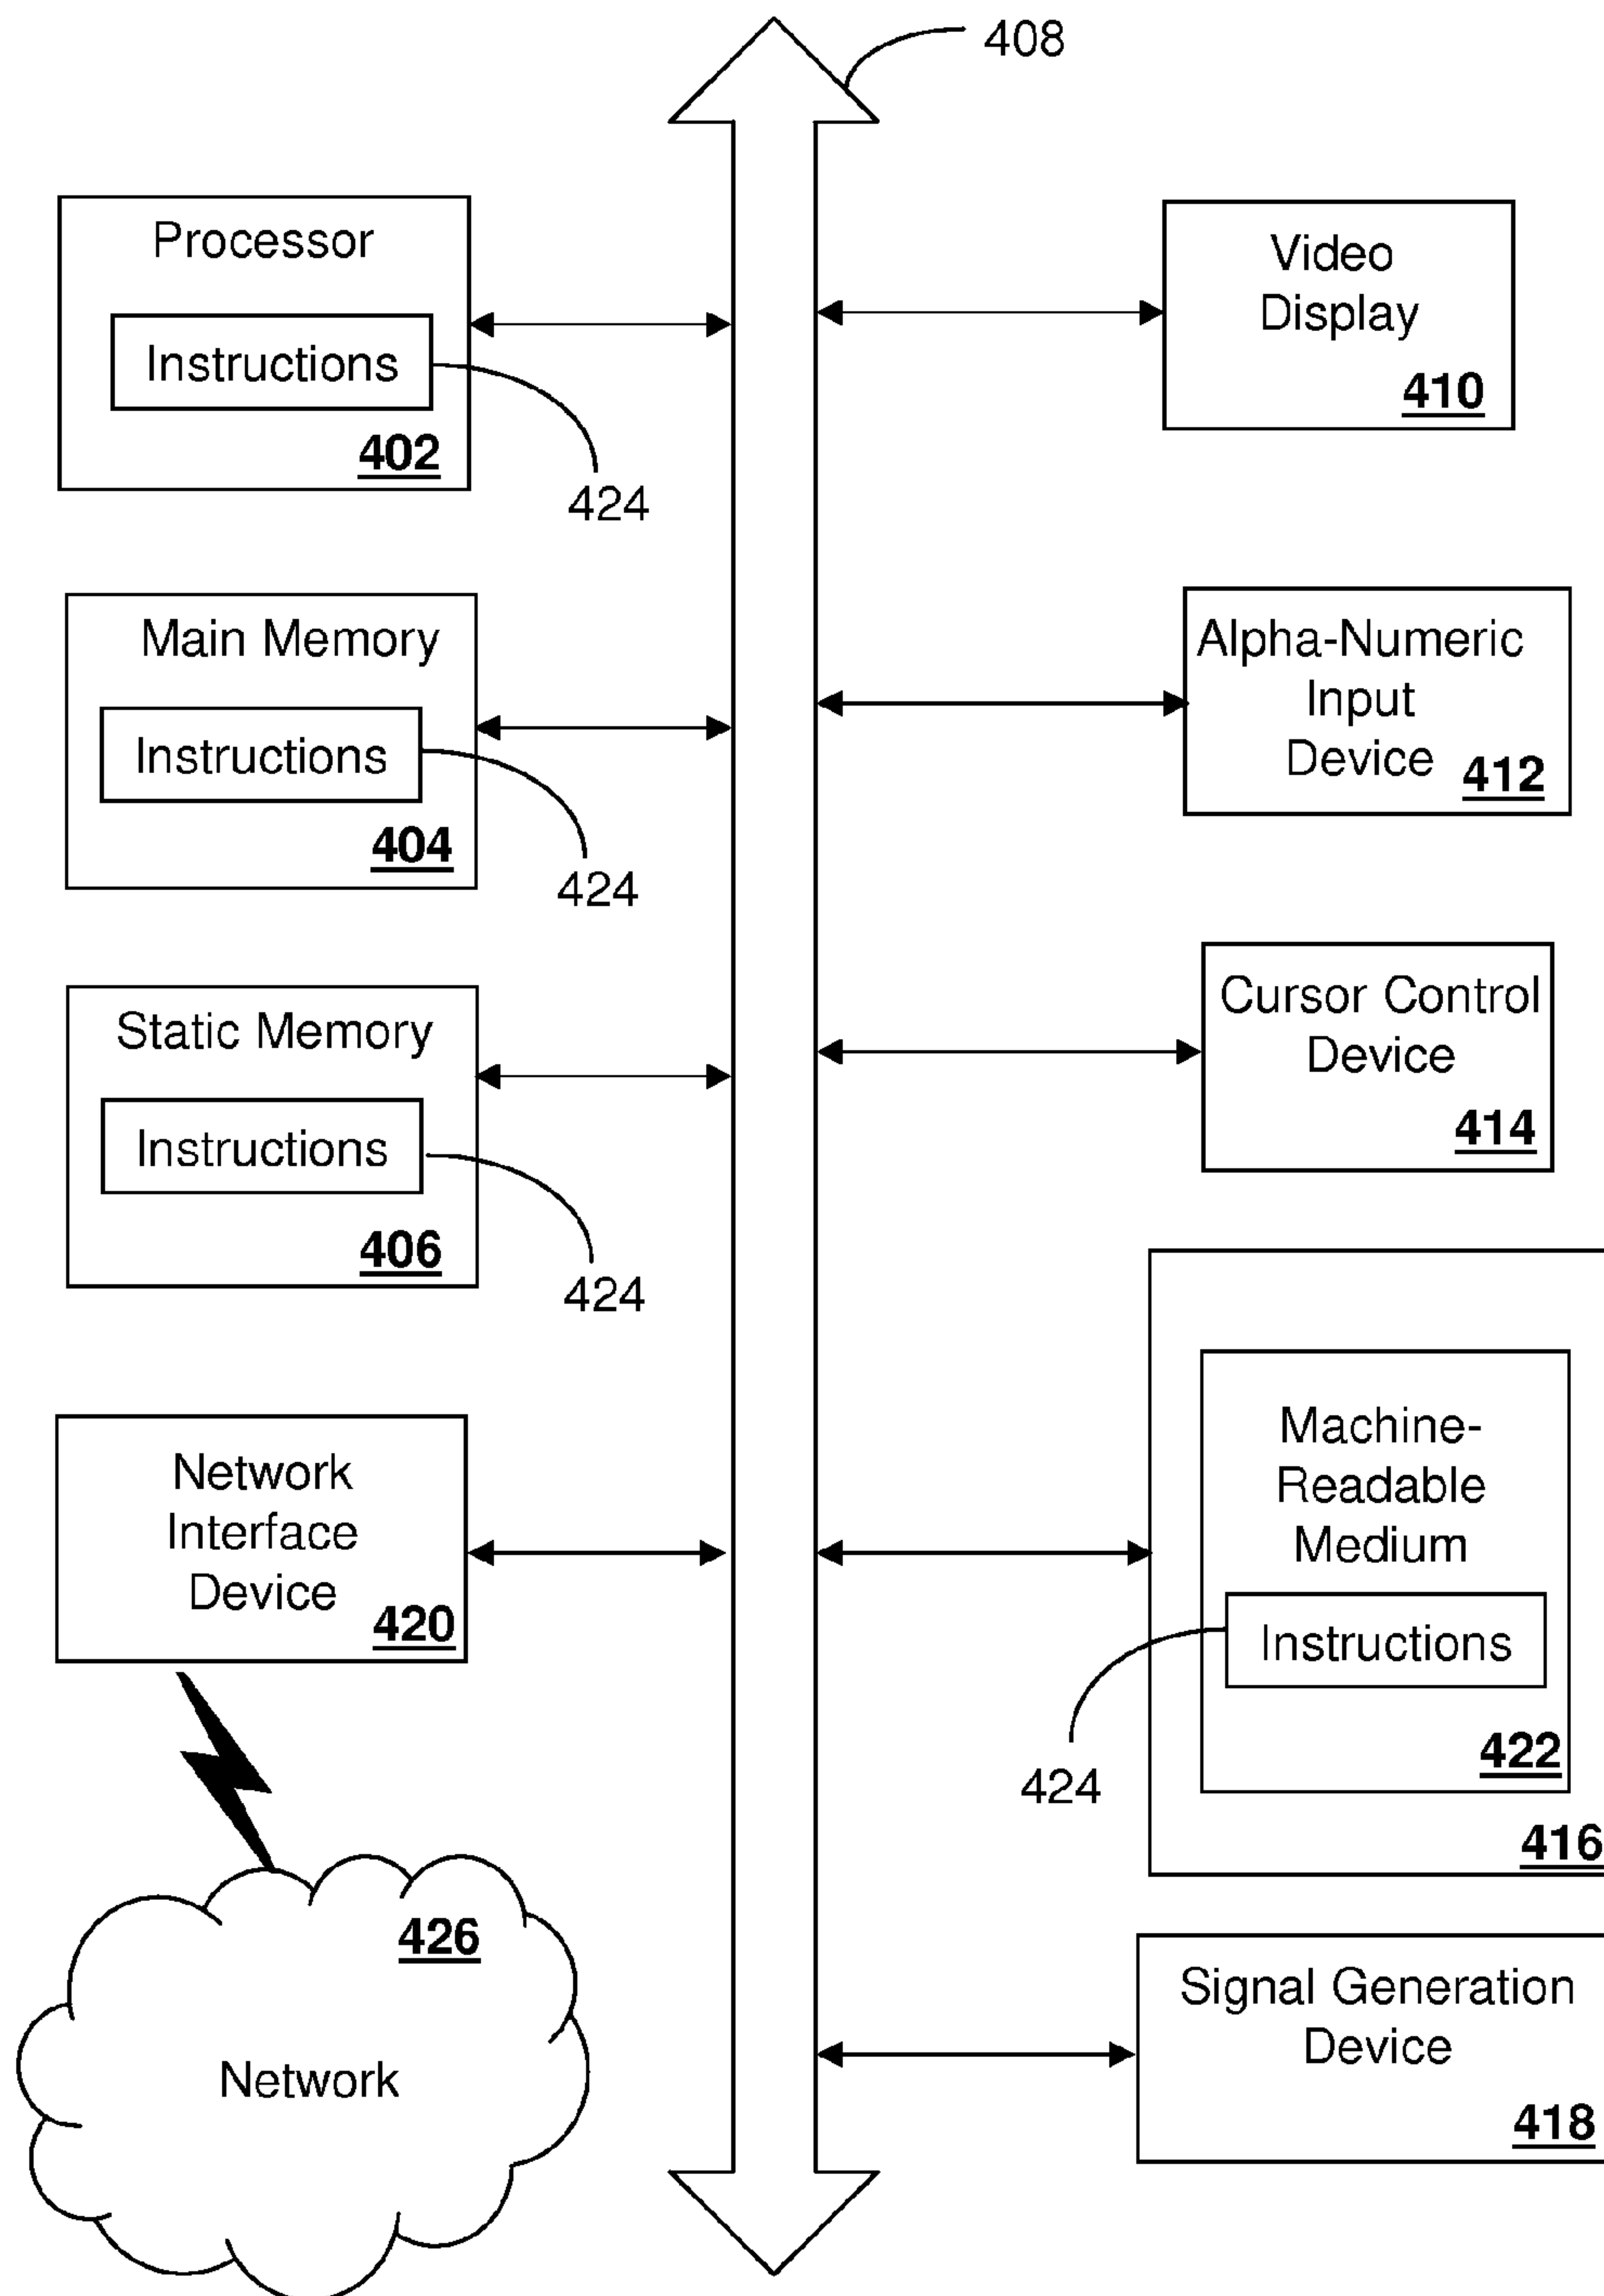 408
Processor
Instructions
402
424
Main Memory
Instructions
404
424
Static Memory
Instructions
406
424
Network
Interface
Device
420
426
Network
Video
Display
410
Alpha-Numeric
Input
Device
412
Cursor Control
Device
414
Machine-
Readable
Medium
Instructions
424
422
416
Signal Generation
Device
418